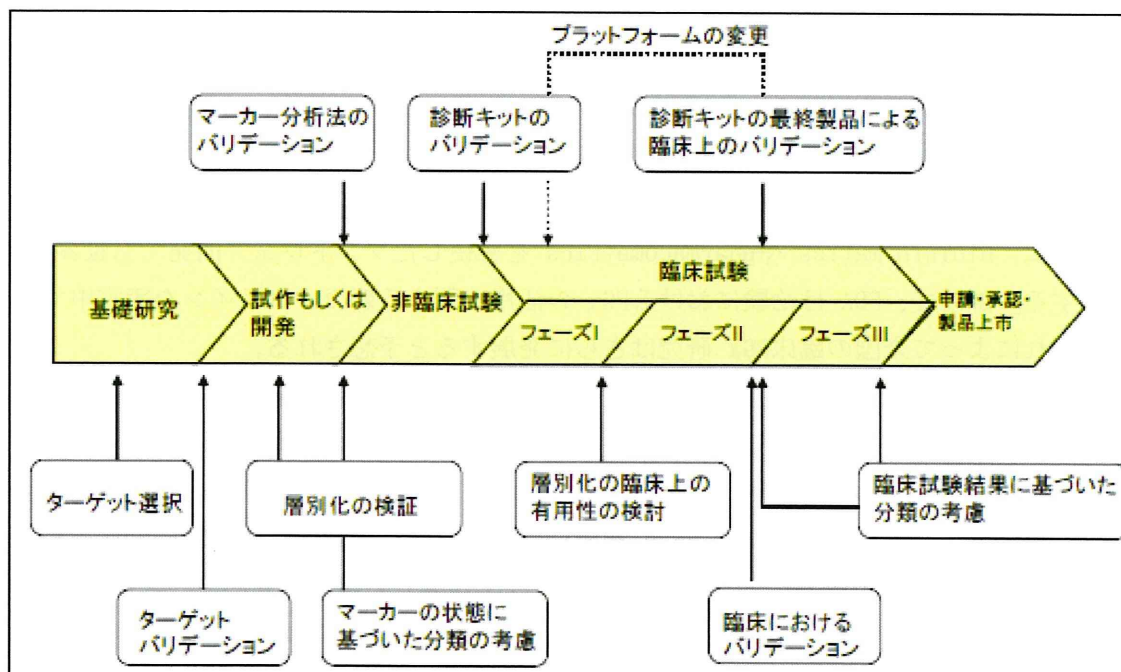 プラットフォームの変更
マーカー分析法の
バリデーション
診断キットの
バリデーション
診断キットの最終製品による
臨床上のバリデーション
基礎研究
試作もしくは
開発
非臨床試験
臨床試験
フェーズI
フェーズII
フェーズIII
申請・承認・
製品上市
ターゲット選択
層別化の検証
層別化の臨床上の
有用性の検討
臨床試験結果に基づいた
分類の考慮
ターゲット
バリデーション
マーカーの状態に
基づいた分類の考慮
臨床における
バリデーション